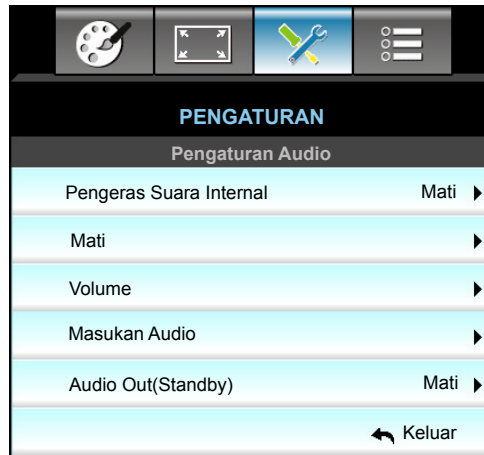 PENGATURAN
Pengaturan Audio
Pengeras Suara Internal Mati
Mati
Volume
Masukan Audio
Audio Out(Standby) Mati
Keluar